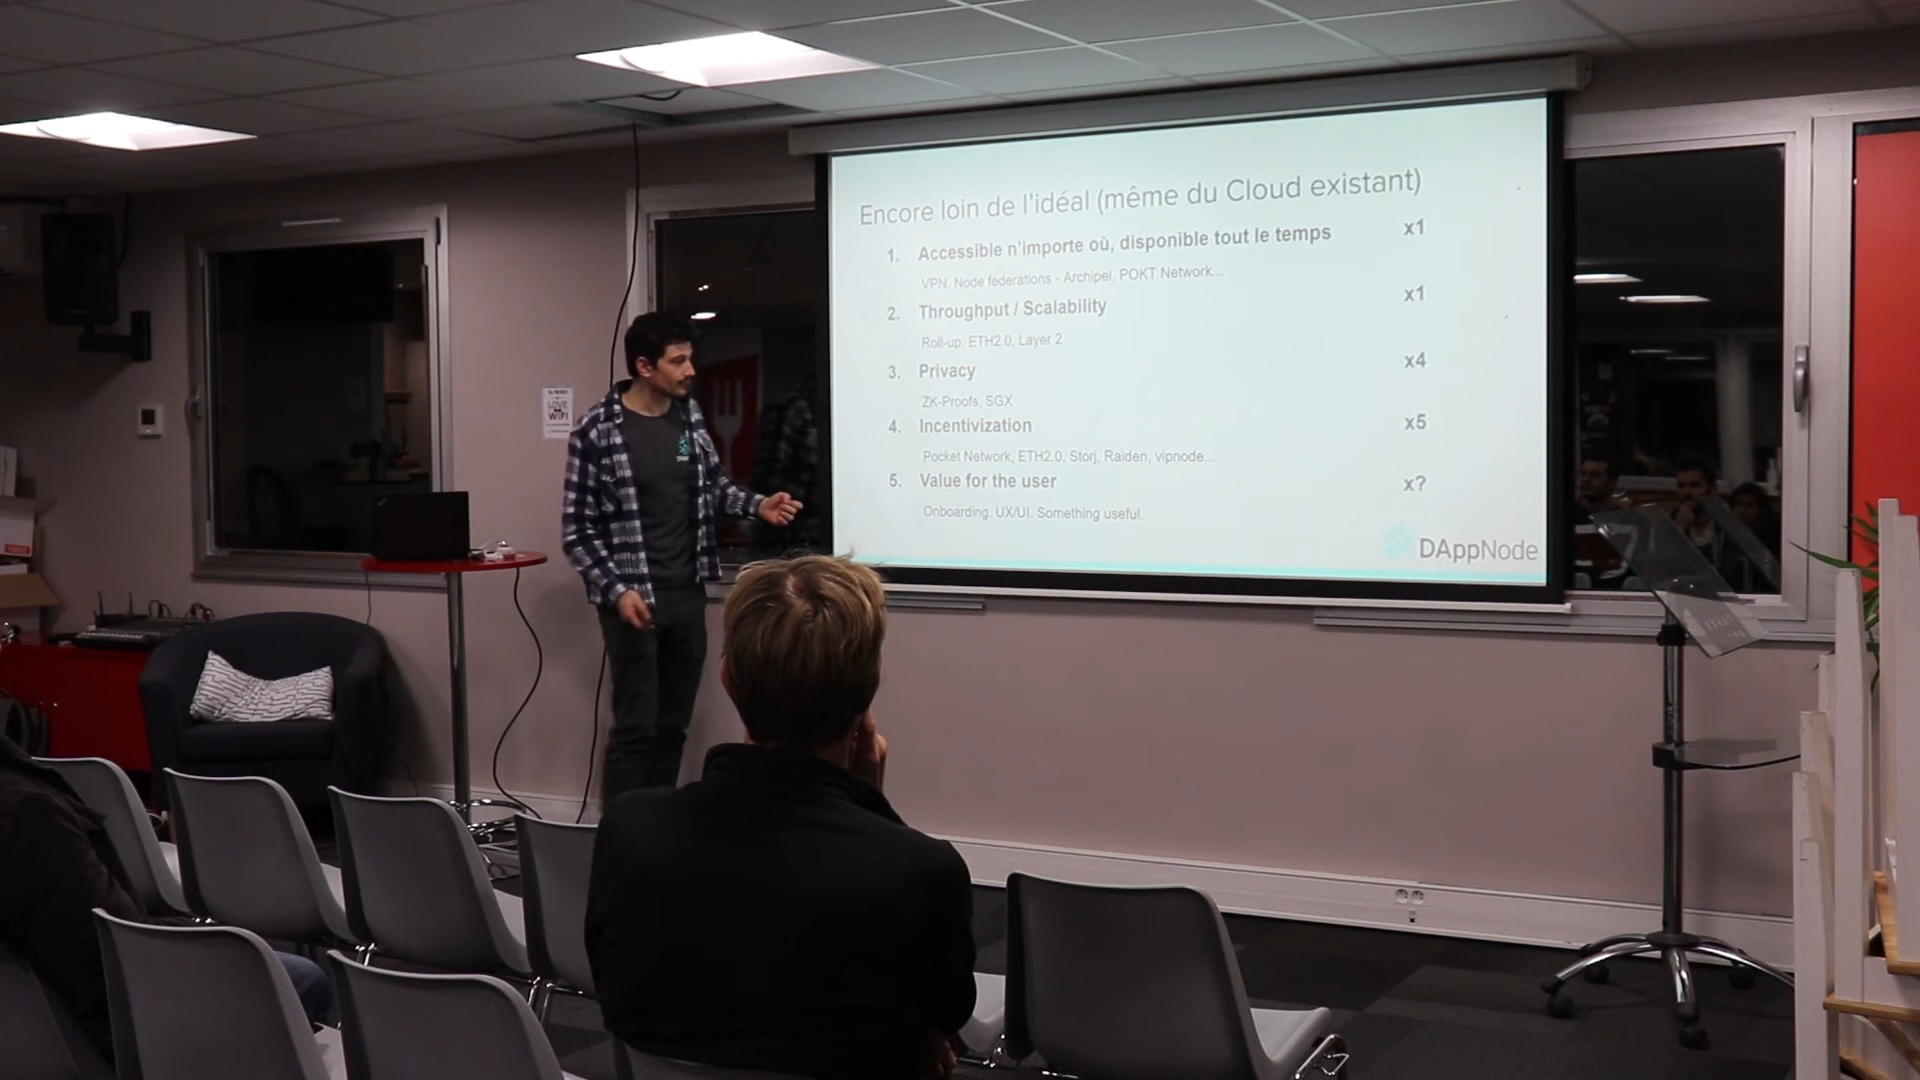 Encore loin de l'idéal (même du Cloud existant)
1. Accessible n'importe où, disponible tout le temps x1
VPN, Node federations - Archipel, POKT Network...
2. Throughput / Scalability x1
Roll-up, ETH2.0, Layer 2
3. Privacy x4
ZK-Proofs, SGX
4. Incentivization x5
Pocket Network, ETH2.0, Storj, Raiden, vipnode...
5. Value for the user x?
Onboarding. UX/UI. Something useful.
DAppNode
LOVE
WIFI